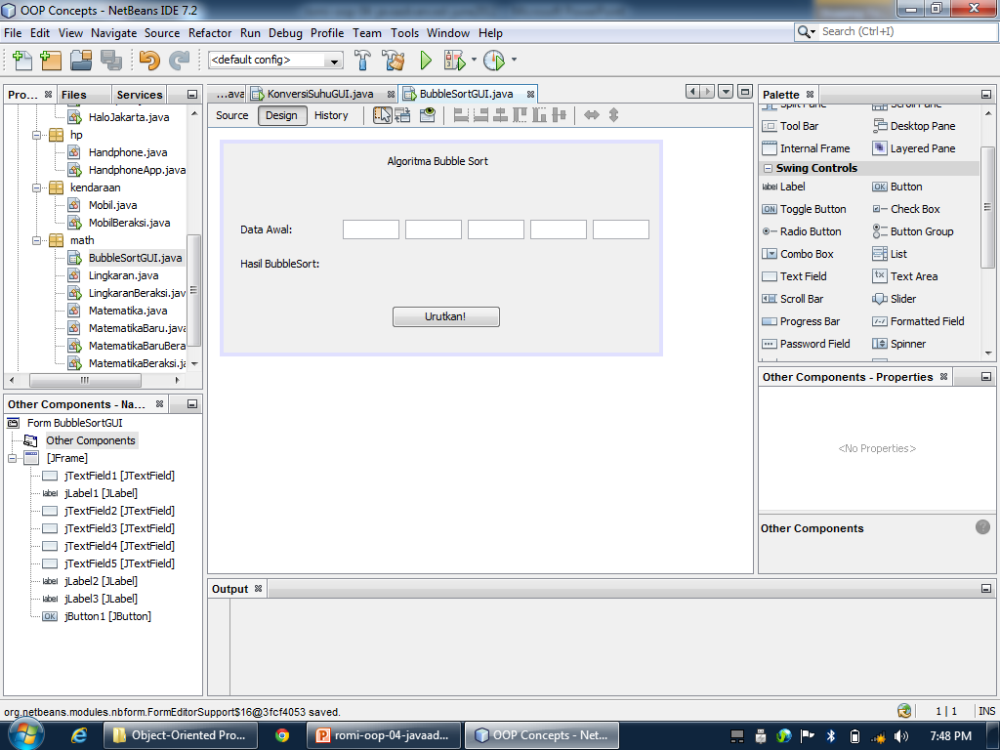 OOP Concepts - NetBeans IDE 7.2
File Edit View Navigate Source Refactor Run Debug Profile Team Tools Window Help
Search (Ctrl+I)
<default config>
Pro... Files Services
HaloJakarta.java
hp
Handphone.java
HandphoneApp.java
kendaraan
Mobil.java
MobilBeraksi.java
math
BubbleSortGUI.java
Lingkaran.java
LingkaranBeraksi.jav
Matematika.java
MatematikaBaru.java
MatematikaBaruBera
MatematikaBeraksi.ja
Other Components - Na...
Form BubbleSortGUI
Other Components
[JFrame]
jTextField1 [JTextField]
label jLabel1 [JLabel]
jTextField2 [JTextField]
jTextField3 [JTextField]
jTextField4 [JTextField]
jTextField5 [JTextField]
label jLabel2 [JLabel]
label jLabel3 [JLabel]
OK jButton1 [JButton]
...ava KonversiSuhuGUI.java BubbleSortGUI.java
Source Design History
Algoritma Bubble Sort
Data Awal:
Hasil BubbleSort:
Urutkan!
Output
Palette
Split Pane Scroll Pane
Tool Bar Desktop Pane
Internal Frame Layered Pane
Swing Controls
label Label OK Button
ON Toggle Button Check Box
Radio Button Button Group
Combo Box List
Text Field tx Text Area
Scroll Bar Slider
Progress Bar Formatted Field
Password Field Spinner
Other Components - Properties
<No Properties>
Other Components
?
org.netbeans.modules.nbform.FormEditorSupport$16@3fcf4053 saved.
1 | 1 INS
Object-Oriented Pro... romi-oop-04-javaad... OOP Concepts - Net... 7:48 PM